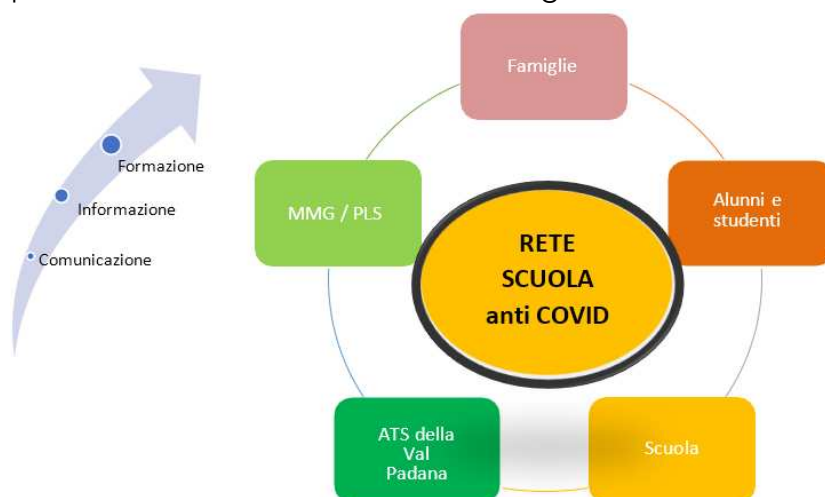 Famiglie
Formazione
Informazione
Comunicazione
MMG / PLS
Alunni e
studenti
RETE
SCUOLA
anti COVID
ATS della
Val
Padana
Scuola